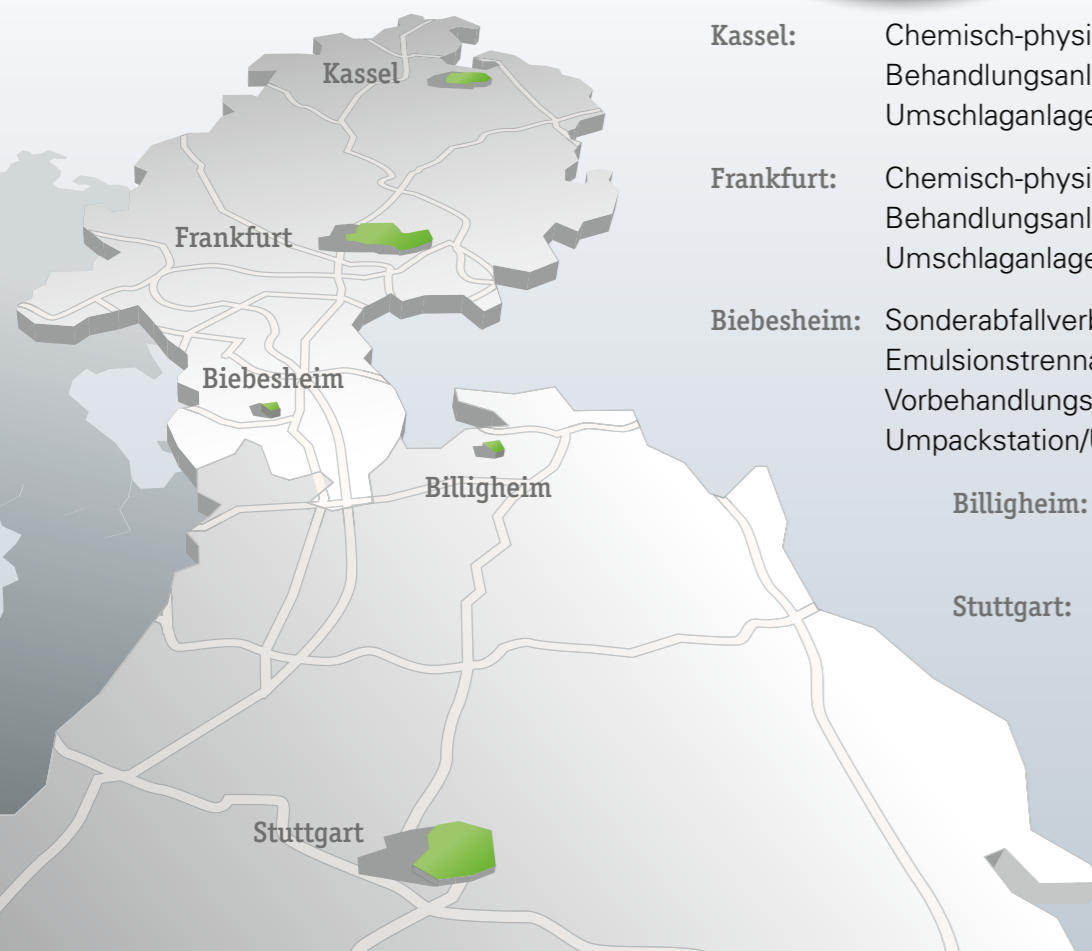 Kassel
Frankfurt
Biebesheim
Billigheim
Stuttgart
Kassel: Chemisch-physi
Behandlungsanl
Umschlaganlage
Frankfurt: Chemisch-physi
Behandlungsanl
Umschlaganlage
Biebesheim: Sonderabfallverb
Emulsionstrenna
Vorbehandlungs
Umpackstation/U
Billigheim:
Stuttgart: